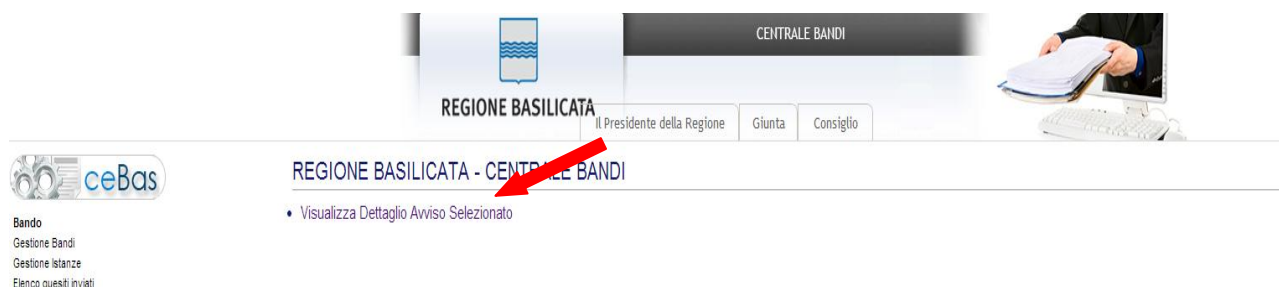 CENTRALE BANDI
REGIONE BASILICATA
Il Presidente della Regione
Giunta
Consiglio
ceBas
REGIONE BASILICATA - CENTRALE BANDI
Visualizza Dettaglio Avviso Selezionato
Bando
Gestione Bandi
Gestione Istanze
Elenco quesiti inviati